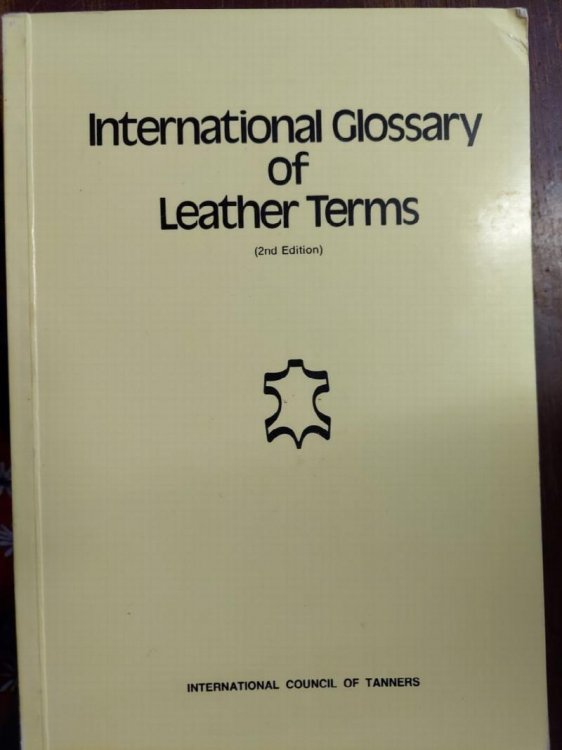 International Glossary
of
Leather Terms
(2nd Edition)
INTERNATIONAL COUNCIL OF TANNERS